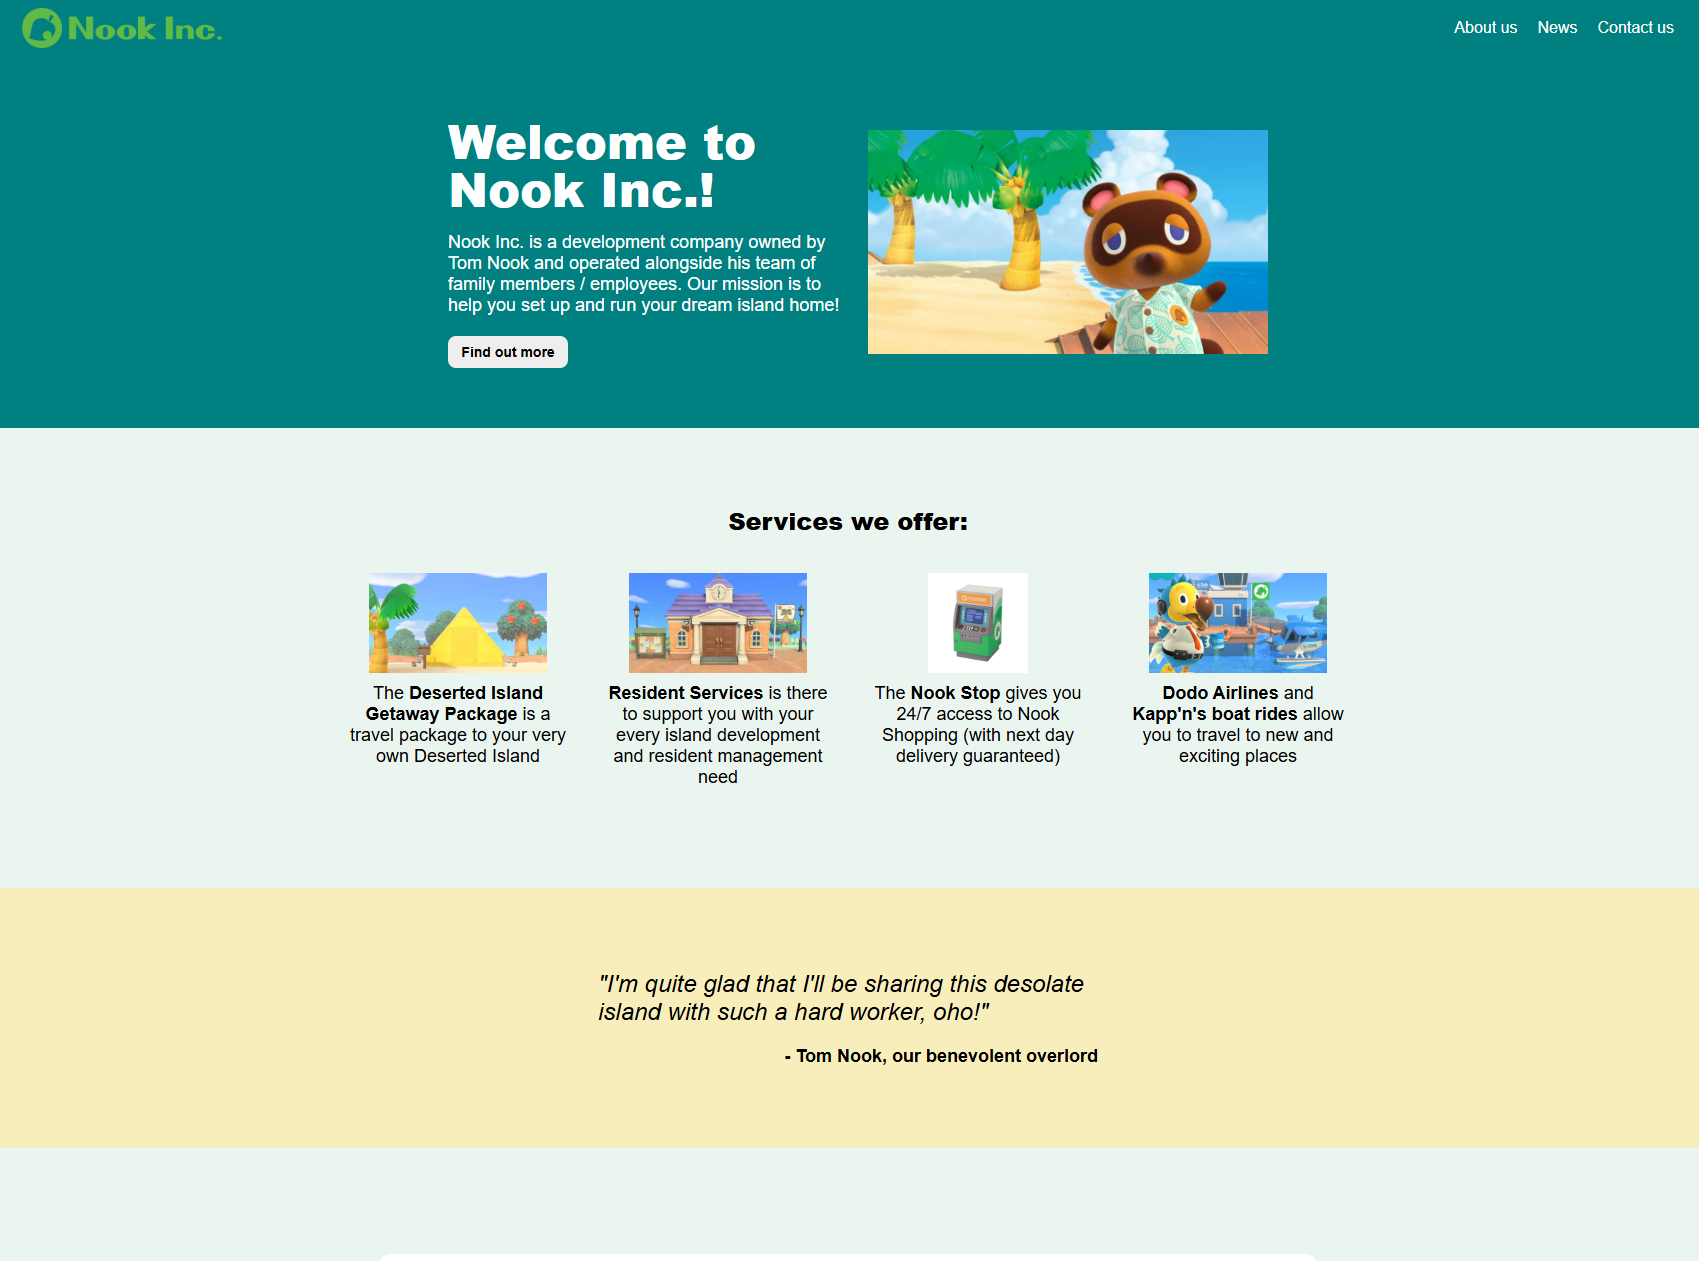 Nook Inc.
About us News Contact us
Welcome to
Nook Inc.!
Nook Inc. is a development company owned by
Tom Nook and operated alongside his team of
family members / employees. Our mission is to
help you set up and run your dream island home!
Find out more
Services we offer:
The Deserted Island
Getaway Package is a
travel package to your very
own Deserted Island
Resident Services is there
to support you with your
every island development
and resident management
need
The Nook Stop gives you
24/7 access to Nook
Shopping (with next day
delivery guaranteed)
Dodo Airlines and
Kapp'n's boat rides allow
you to travel to new and
exciting places
"I'm quite glad that I'll be sharing this desolate
island with such a hard worker, oho!"
- Tom Nook, our benevolent overlord